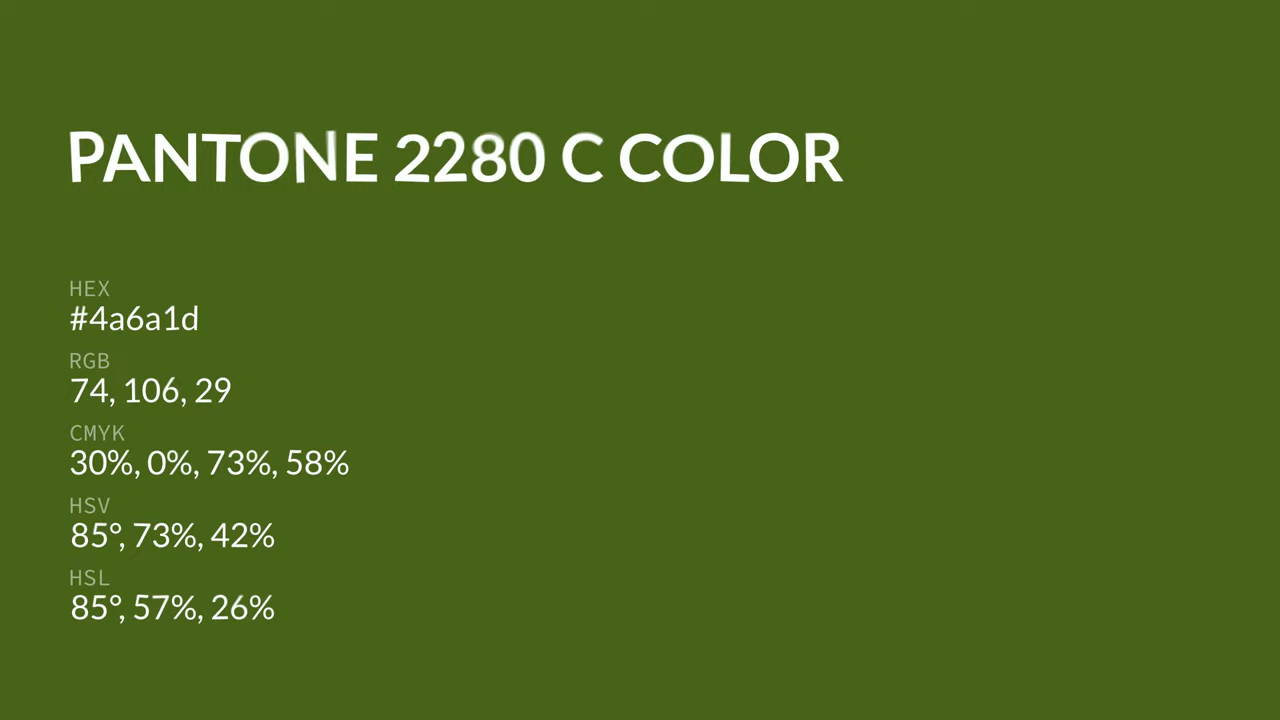 PANTONE 2280 C COLOR
HEX
#4a6a1d
RGB
74, 106, 29
CMYK
30%, 0%, 73%, 58%
HSV
85°, 73%, 42%
HSL
85°, 57%, 26%